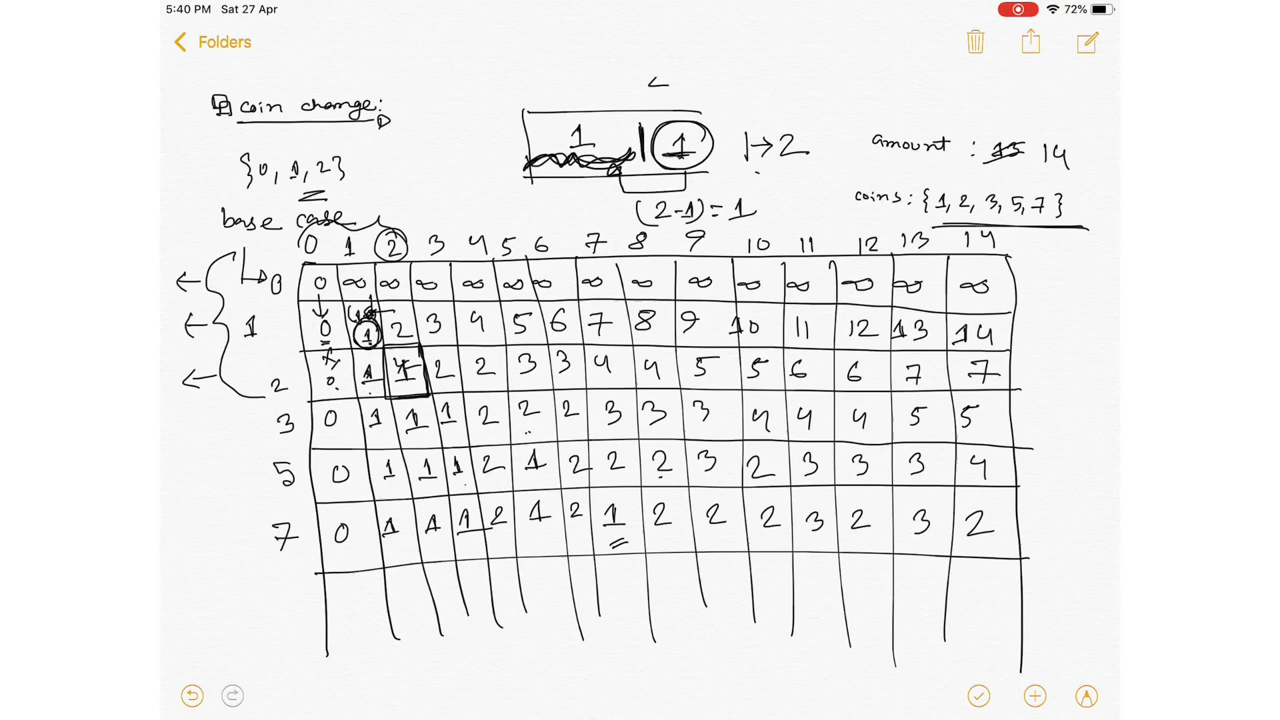 5:40 PM Sat 27 Apr
72%
Folders
coin change:
{0, 1, 2}
1 | 1
1→2
(2-1)=1
amount : 15 14
coins: {1, 2, 3, 5, 7}
base case
0 1 2 3 4 5 6 7 8 9 10 11 12 13 14
0 0 ∞ ∞ ∞ ∞ ∞ ∞ ∞ ∞ ∞ ∞ ∞ ∞ ∞ ∞
1 0 1 2 3 4 5 6 7 8 9 10 11 12 13 14
2 0 1 1 2 2 3 3 4 4 5 5 6 6 7 7
3 0 1 1 1 2 2 2 3 3 3 4 4 4 5 5
5 0 1 1 1 2 1 2 2 2 3 2 3 3 3 4
7 0 1 1 1 2 1 2 1 2 2 2 3 2 3 2